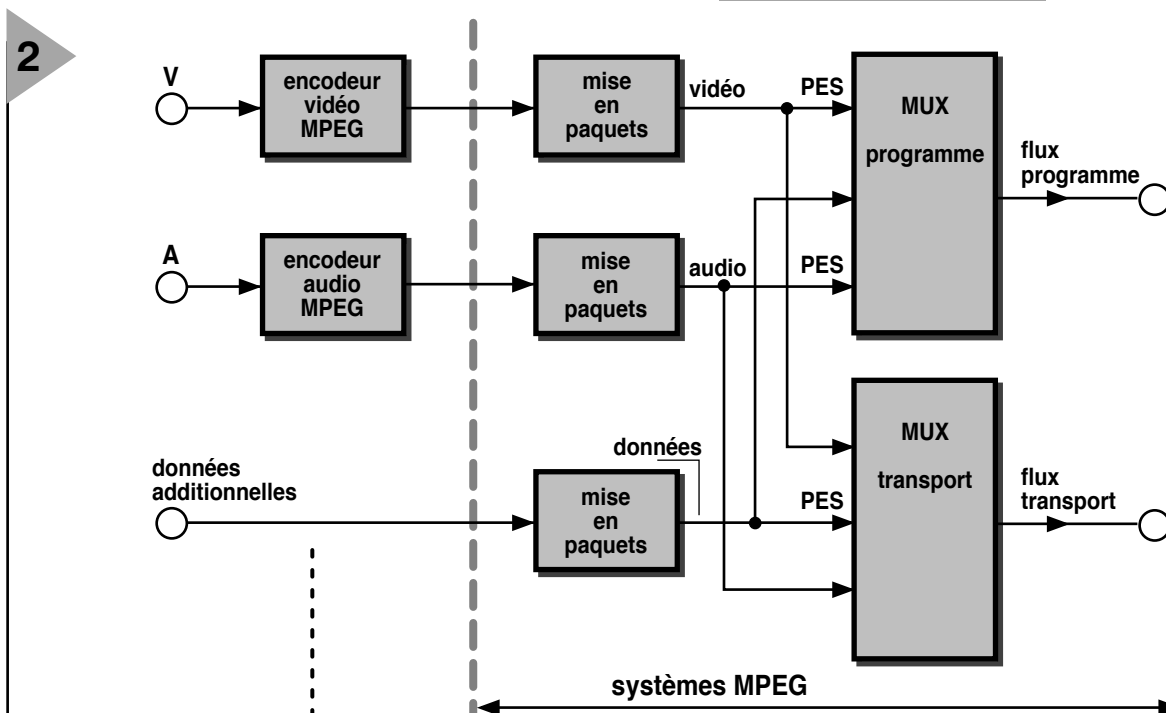 2
V
encodeur
vidéo
MPEG
mise
en
paquets
vidéo
PES
MUX
programme
flux
programme
A
encodeur
audio
MPEG
mise
en
paquets
audio
PES
données
additionnelles
mise
en
paquets
données
PES
MUX
transport
flux
transport
systèmes MPEG